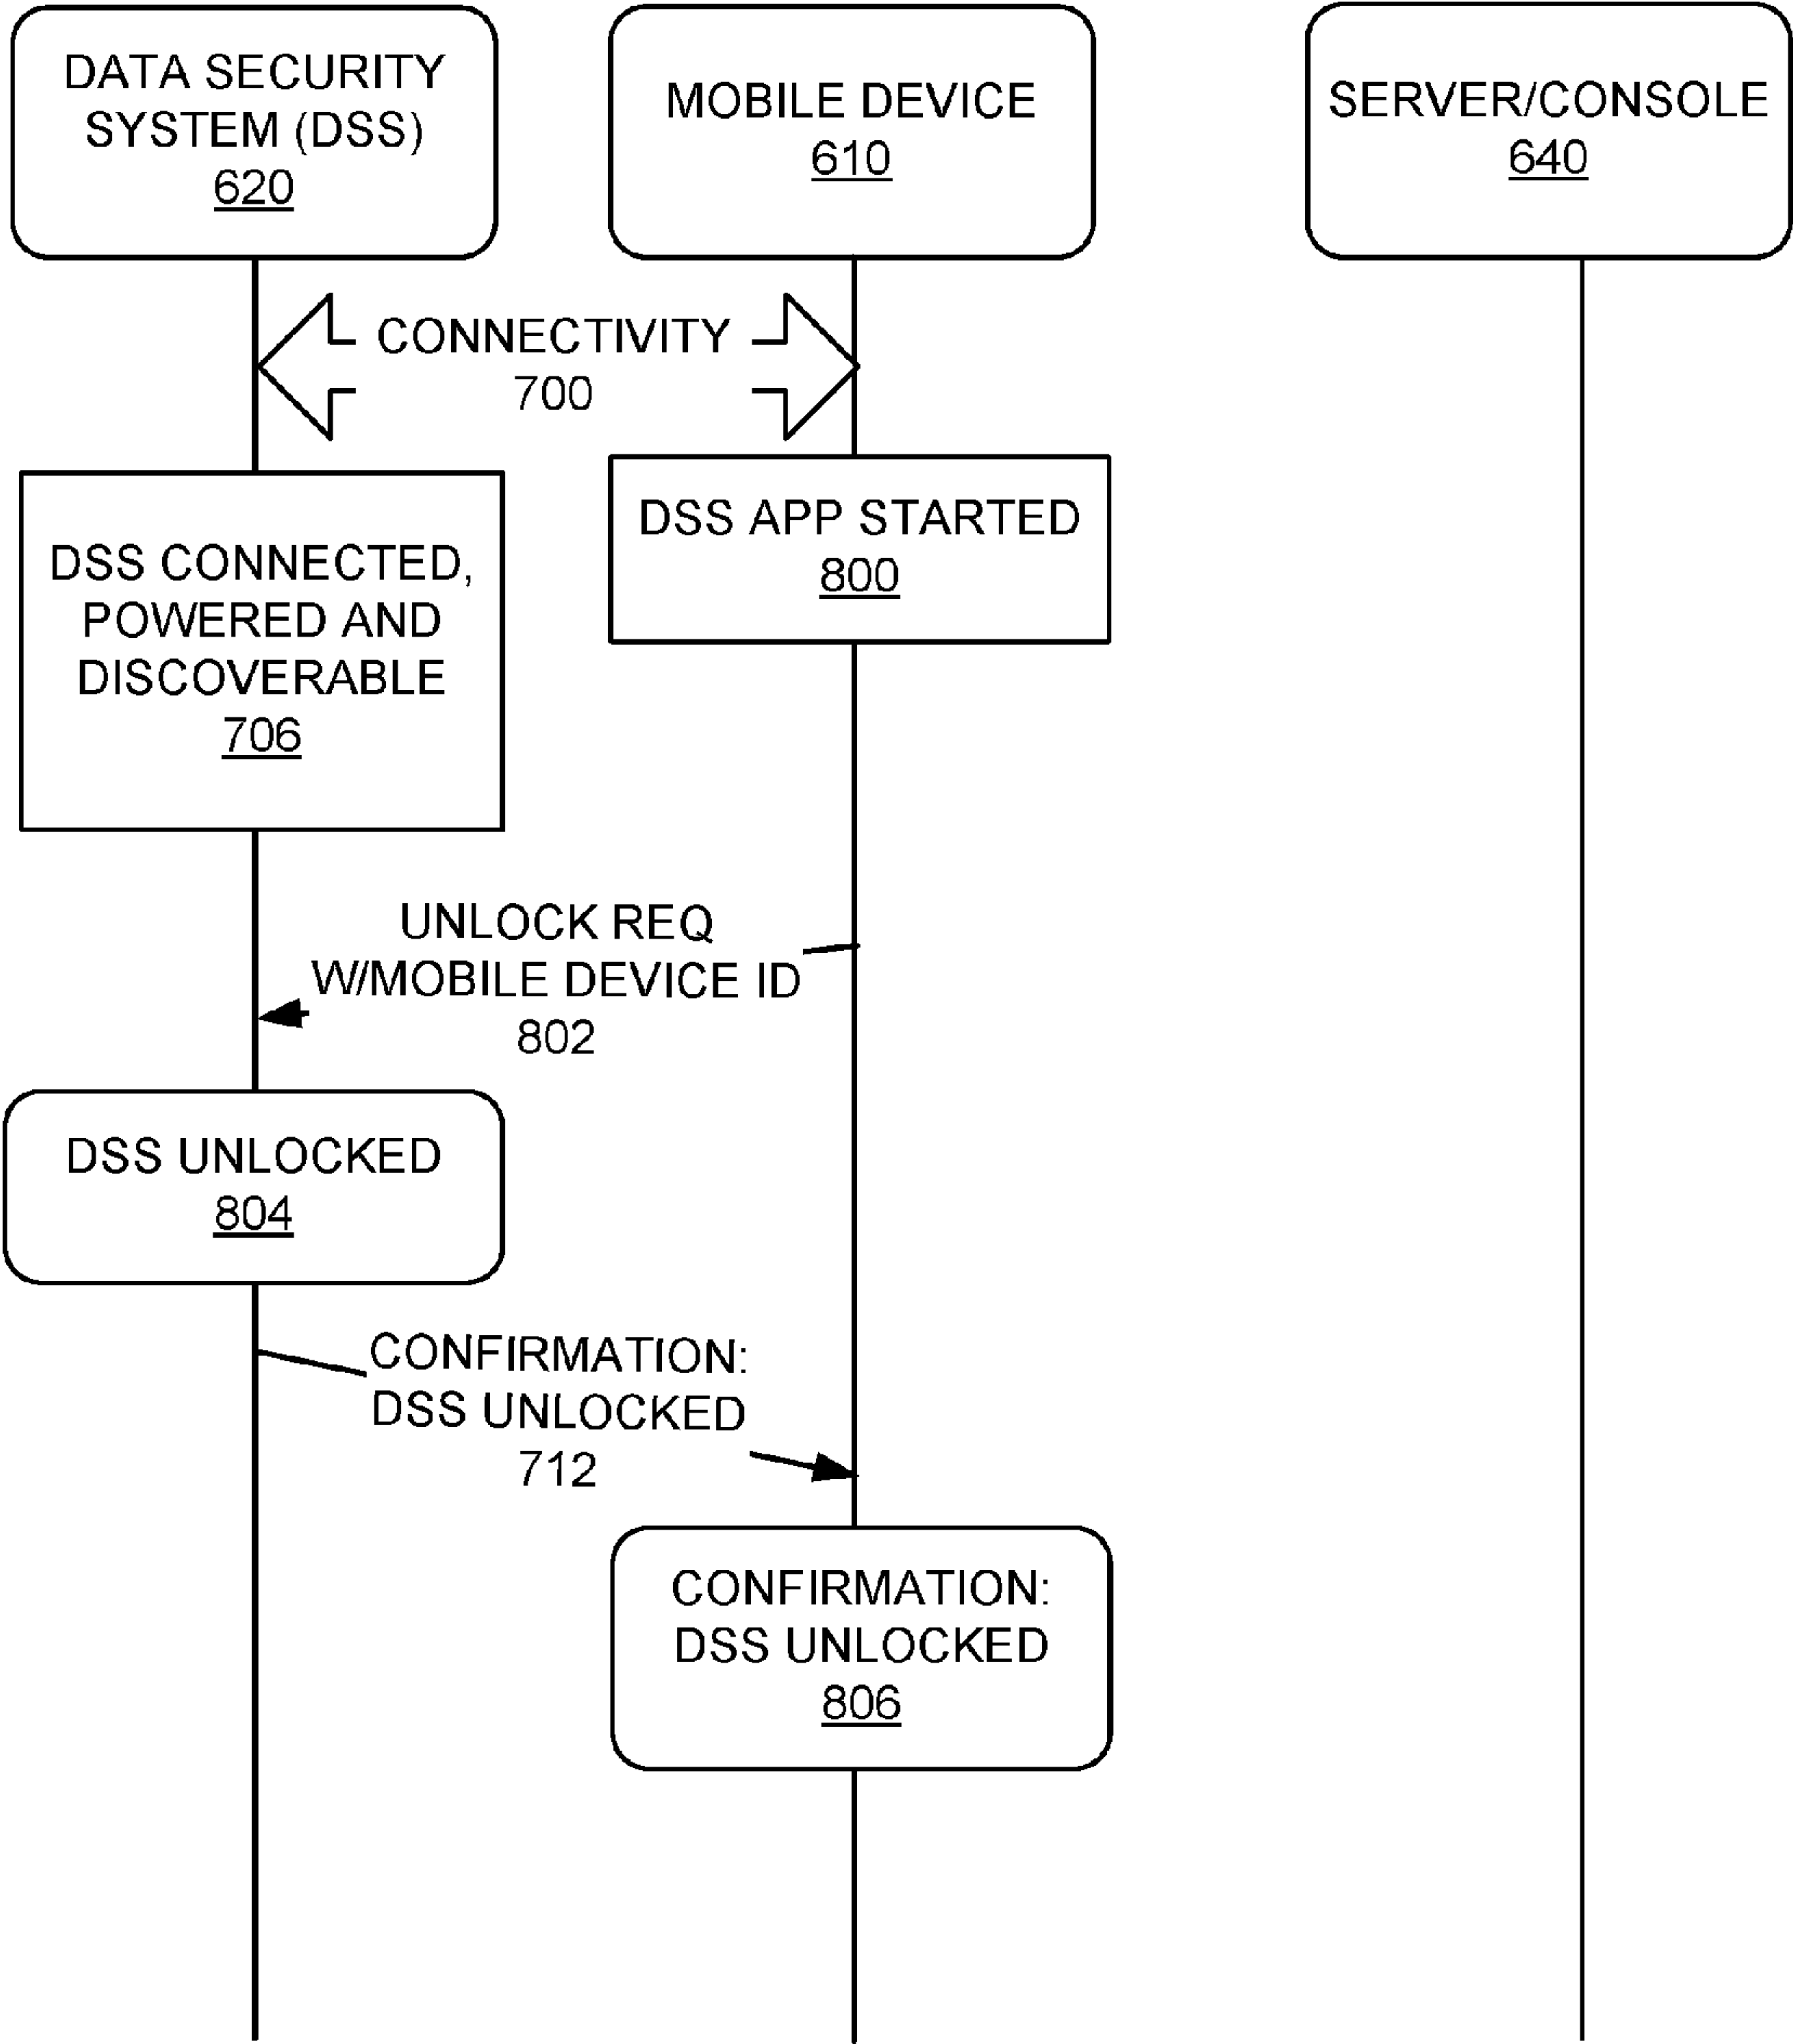 DATA SECURITY
SYSTEM (DSS)
620
MOBILE DEVICE
610
SERVER/CONSOLE
640
CONNECTIVITY
700
DSS APP STARTED
800
DSS CONNECTED,
POWERED AND
DISCOVERABLE
706
UNLOCK REQ
W/MOBILE DEVICE ID
802
DSS UNLOCKED
804
CONFIRMATION:
DSS UNLOCKED
712
CONFIRMATION:
DSS UNLOCKED
806